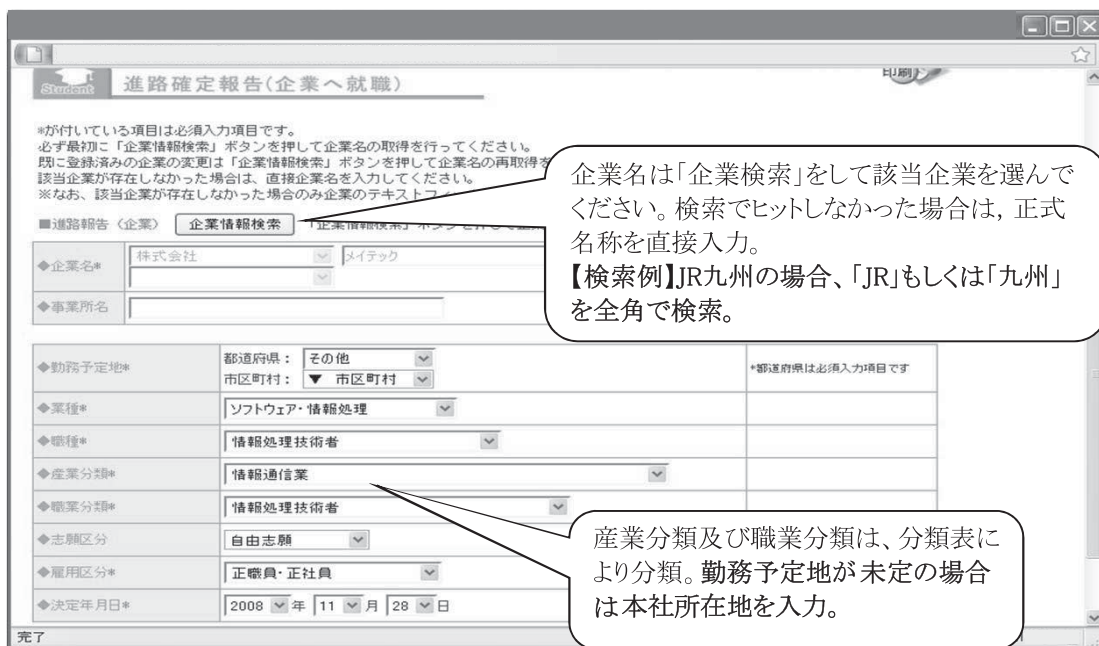 印刷
Student 進路確定報告(企業へ就職)
*が付いている項目は必須入力項目です。
必ず最初に「企業情報検索」ボタンを押して企業名の取得を行ってください。
既に登録済みの企業の変更は「企業情報検索」ボタンを押して企業名の再取得を
該当企業が存在しなかった場合は、直接企業名を入力してください。
※なお、該当企業が存在しなかった場合のみ企業のテキストフィ
■進路報告〈企業〉 企業情報検索 「企業情報検索」ボタンを押して
企業名は「企業検索」をして該当企業を選んで
ください。検索でヒットしなかった場合は, 正式
名称を直接入力。
【検索例】JR九州の場合、「JR」もしくは「九州」
を全角で検索。
◆企業名* 株式会社 メイテック
◆事業所名
◆勤務予定地* 都道府県: その他
市区町村: ▼ 市区町村
*都道府県は必須入力項目です
◆業種* ソフトウェア・情報処理
◆職種* 情報処理技術者
◆産業分類* 情報通信業
◆職業分類* 情報処理技術者
◆志願区分 自由志願
◆雇用区分* 正職員・正社員
◆決定年月日* 2008 年 11 月 28 日
産業分類及び職業分類は、分類表に
より分類。勤務予定地が未定の場合
は本社所在地を入力。
完了